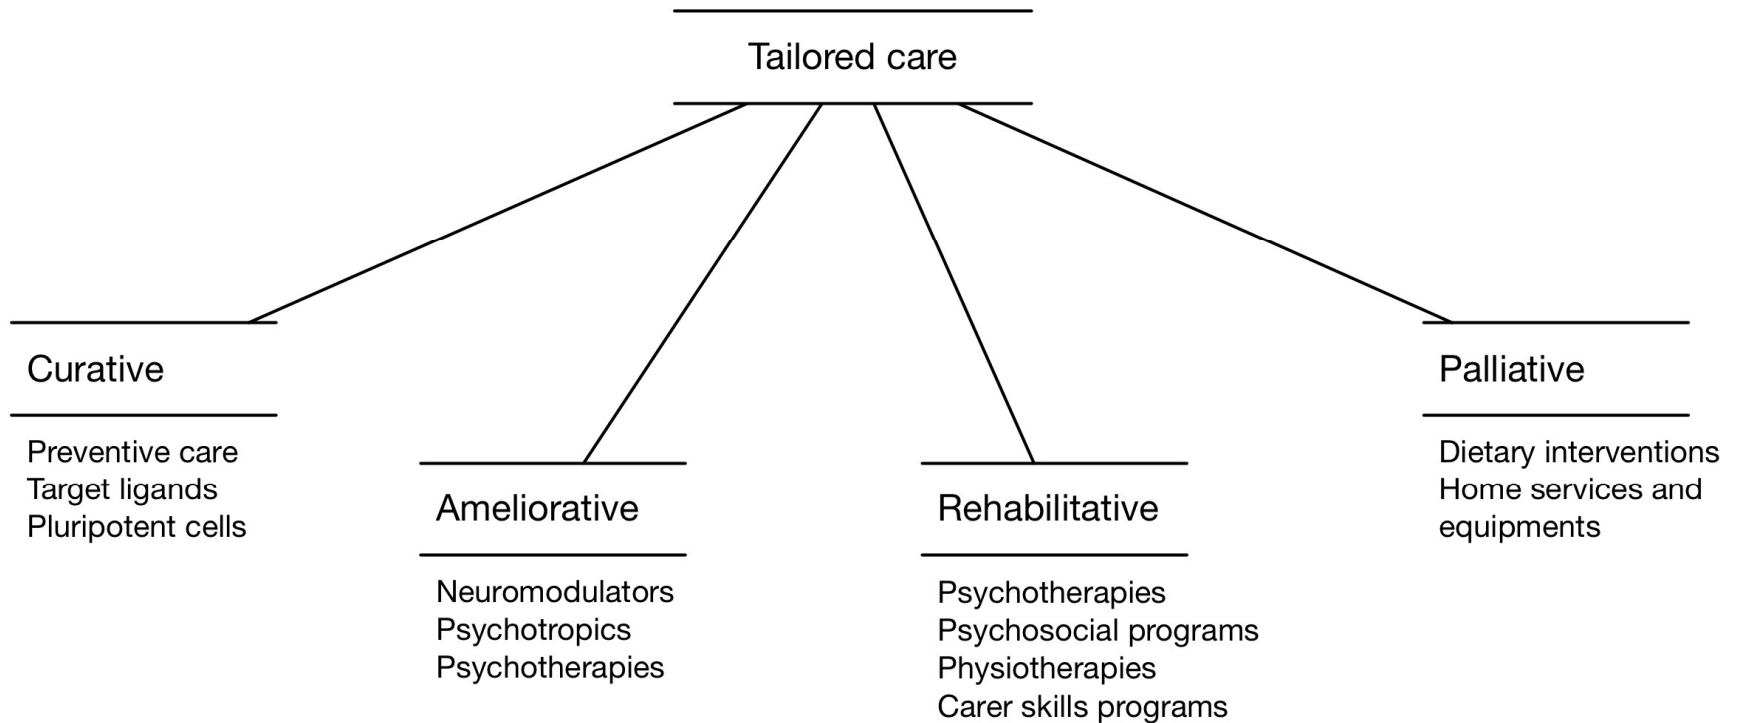 Tailored care
Curative
Preventive care
Target ligands
Pluripotent cells
Ameliorative
Neuromodulators
Psychotropics
Psychotherapies
Rehabilitative
Psychotherapies
Psychosocial programs
Physiotherapies
Carer skills programs
Palliative
Dietary interventions
Home services and
equipments